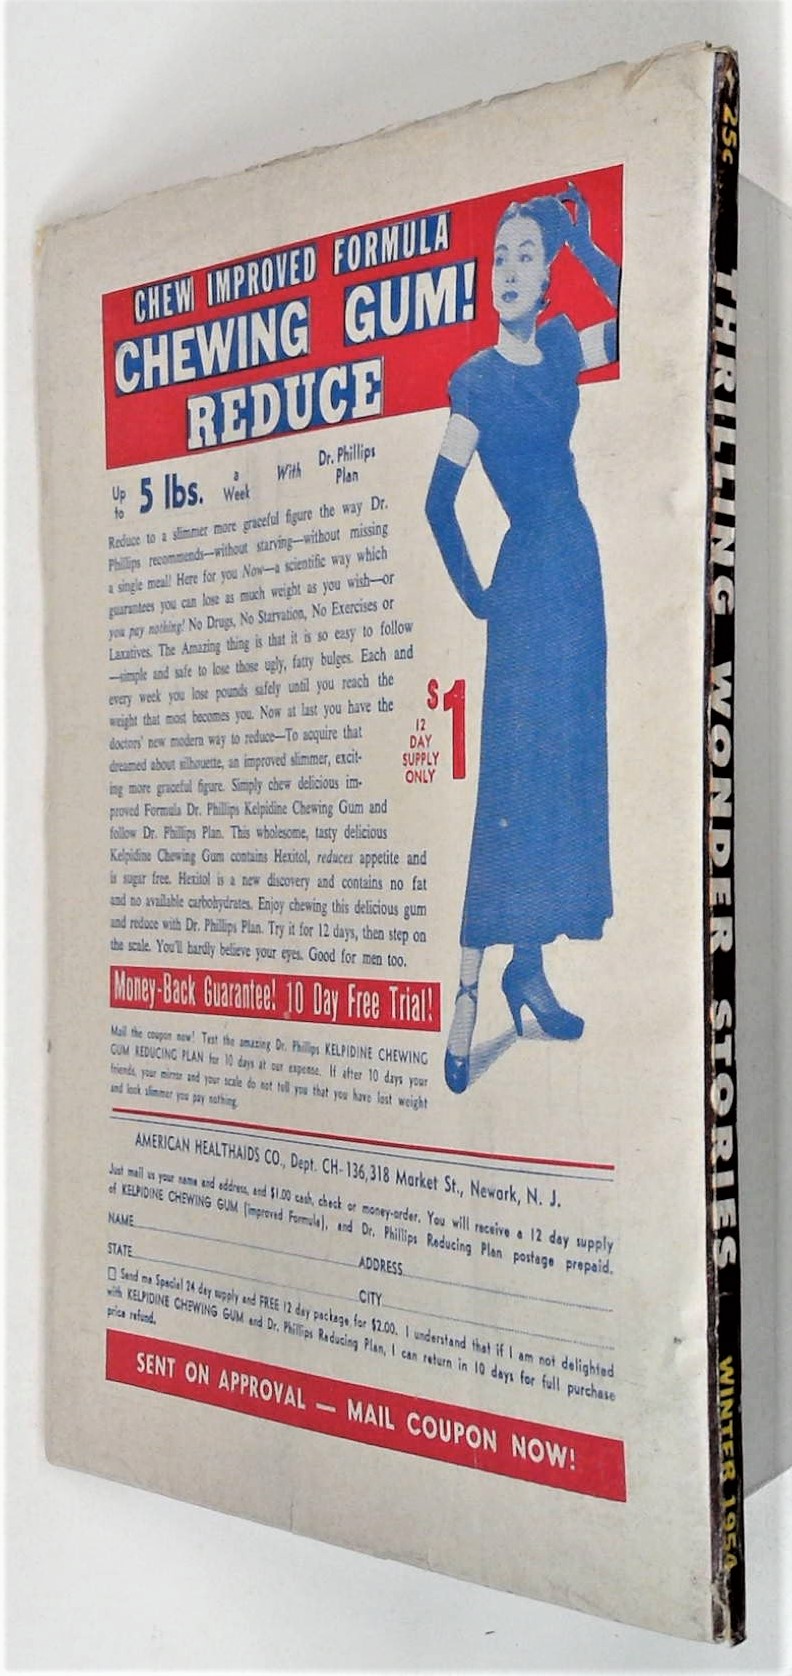 CHEW IMPROVED FORMULA
CHEWING GUM!
REDUCE
Up to 5 lbs. a Week With Dr. Phillips Plan
Reduce to a slimmer more graceful figure the way Dr.
Phillips recommends—without starving—without missing
a single meal! Here for you Now—a scientific way which
guarantees you can lose as much weight as you wish—or
you pay nothing! No Drugs, No Starvation, No Exercises or
Laxatives. The Amazing thing is that it is so easy to follow
—simple and safe to lose those ugly, fatty bulges. Each and
every week you lose pounds safely until you reach the
weight that most becomes you. Now at last you have the
doctors' new modern way to reduce—To acquire that
dreamed about silhouette, an improved slimmer, excit-
ing more graceful figure. Simply chew delicious im-
proved Formula Dr. Phillips Kelpidine Chewing Gum and
follow Dr. Phillips Plan. This wholesome, tasty delicious
Kelpidine Chewing Gum contains Hexitol, reduces appetite and
is sugar free. Hexitol is a new discovery and contains no fat
and no available carbohydrates. Enjoy chewing this delicious gum
and reduce with Dr. Phillips Plan. Try it for 12 days, then step on
the scale. You'll hardly believe your eyes. Good for men too.
$1
12
DAY
SUPPLY
ONLY
Money-Back Guarantee! 10 Day Free Trial!
Mail the coupon now! Test the amazing Dr. Phillips KELPIDINE CHEWING
GUM REDUCING PLAN for 10 days at our expense. If after 10 days your
friends, your mirror and your scale do not tell you that you have lost weight
and look slimmer you pay nothing.
AMERICAN HEALTHAIDS CO., Dept. CH-136,318 Market St., Newark, N. J.
Just mail us your name and address, and $1.00 cash, check or money-order. You will receive a 12 day supply
of KELPIDINE CHEWING GUM (improved Formula), and Dr. Phillips Reducing Plan postage prepaid.
NAME ADDRESS
STATE CITY
☐ Send me Special 24 day supply and FREE 12 day package for $2.00. I understand that if I am not delighted
with KELPIDINE CHEWING GUM and Dr. Phillips Reducing Plan, I can return in 10 days for full purchase
price refund.
SENT ON APPROVAL — MAIL COUPON NOW!
25c
THRILLING WONDER STORIES
WINTER 1954